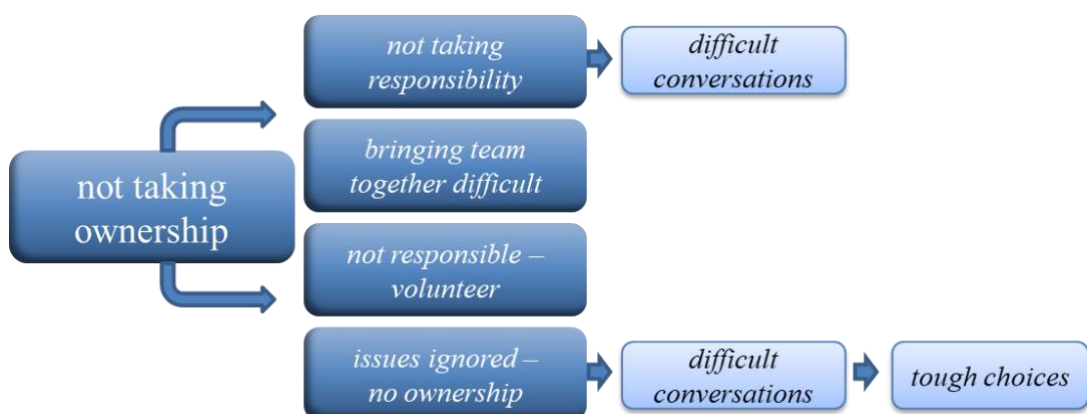 not taking
ownership
not taking
responsibility
difficult
conversations
bringing team
together difficult
not responsible –
volunteer
issues ignored –
no ownership
difficult
conversations
tough choices